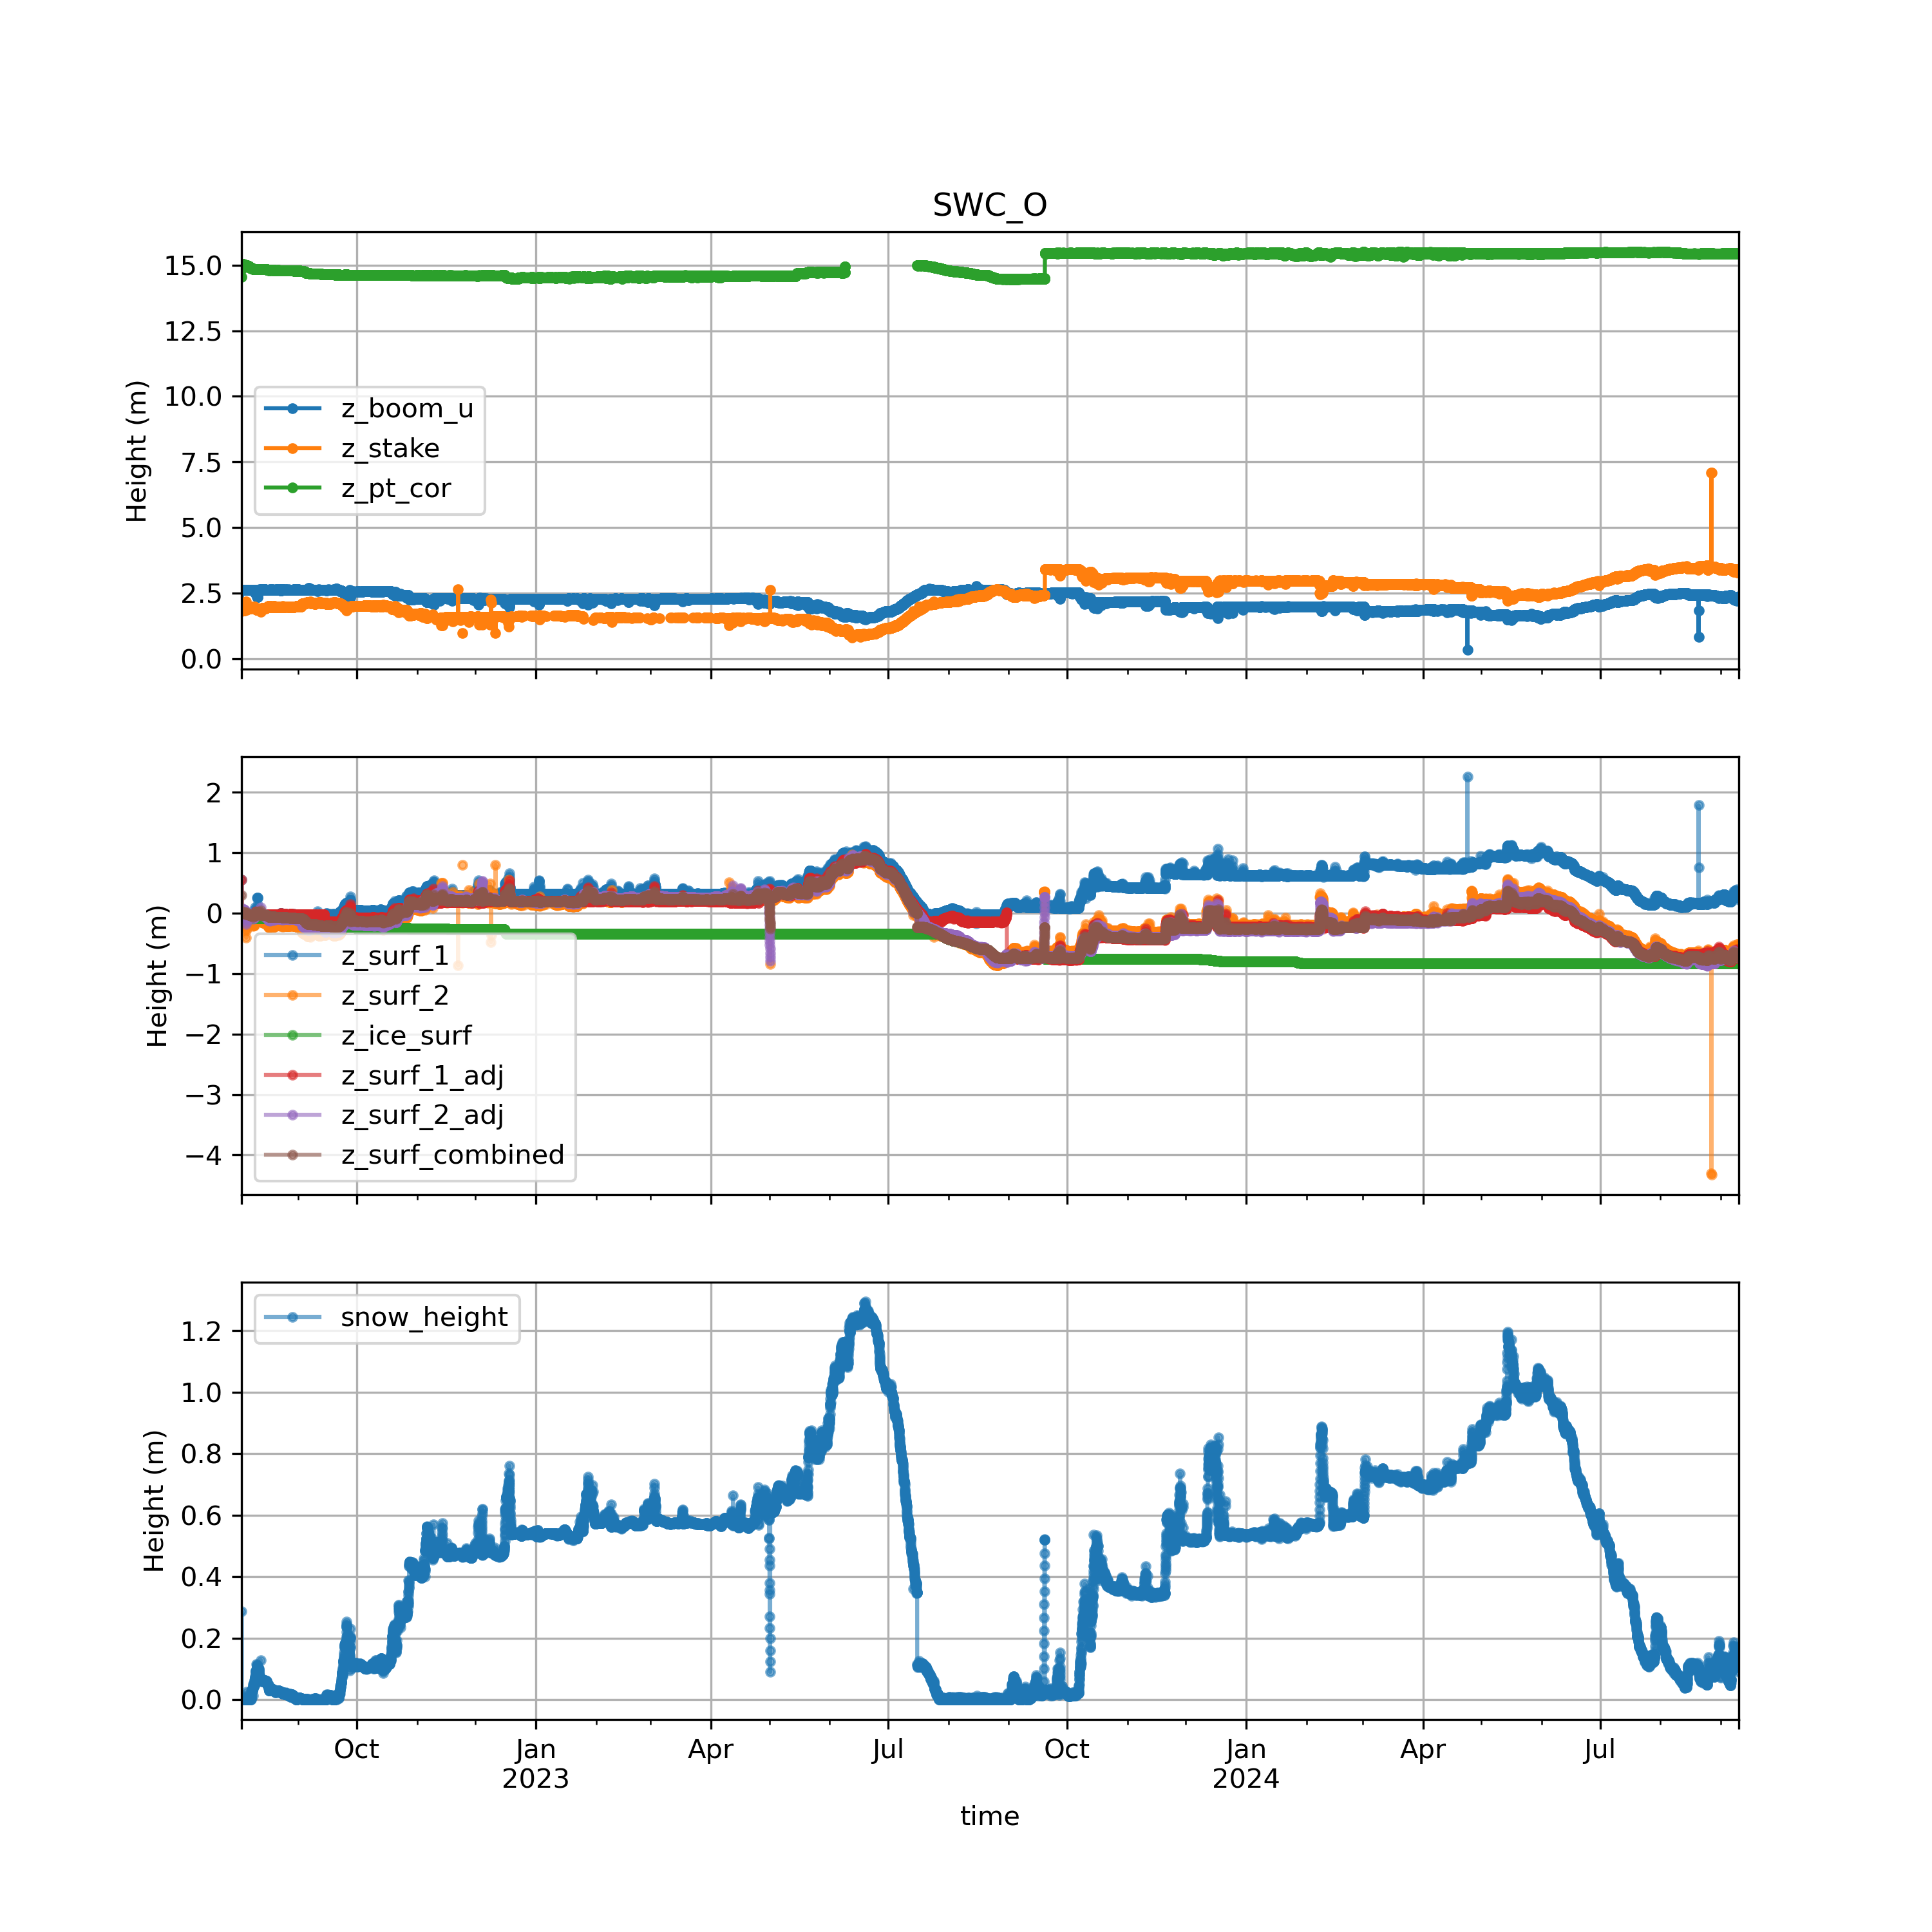 SWC_O
15.0
12.5
10.0
7.5
5.0
2.5
0.0
Height (m)
z_boom_u
z_stake
z_pt_cor
2
1
0
−1
−2
−3
−4
Height (m)
z_surf_1
z_surf_2
z_ice_surf
z_surf_1_adj
z_surf_2_adj
z_surf_combined
1.2
1.0
0.8
0.6
0.4
0.2
0.0
Height (m)
snow_height
Oct Jan Apr Jul Oct Jan Apr Jul
2023 2024
time